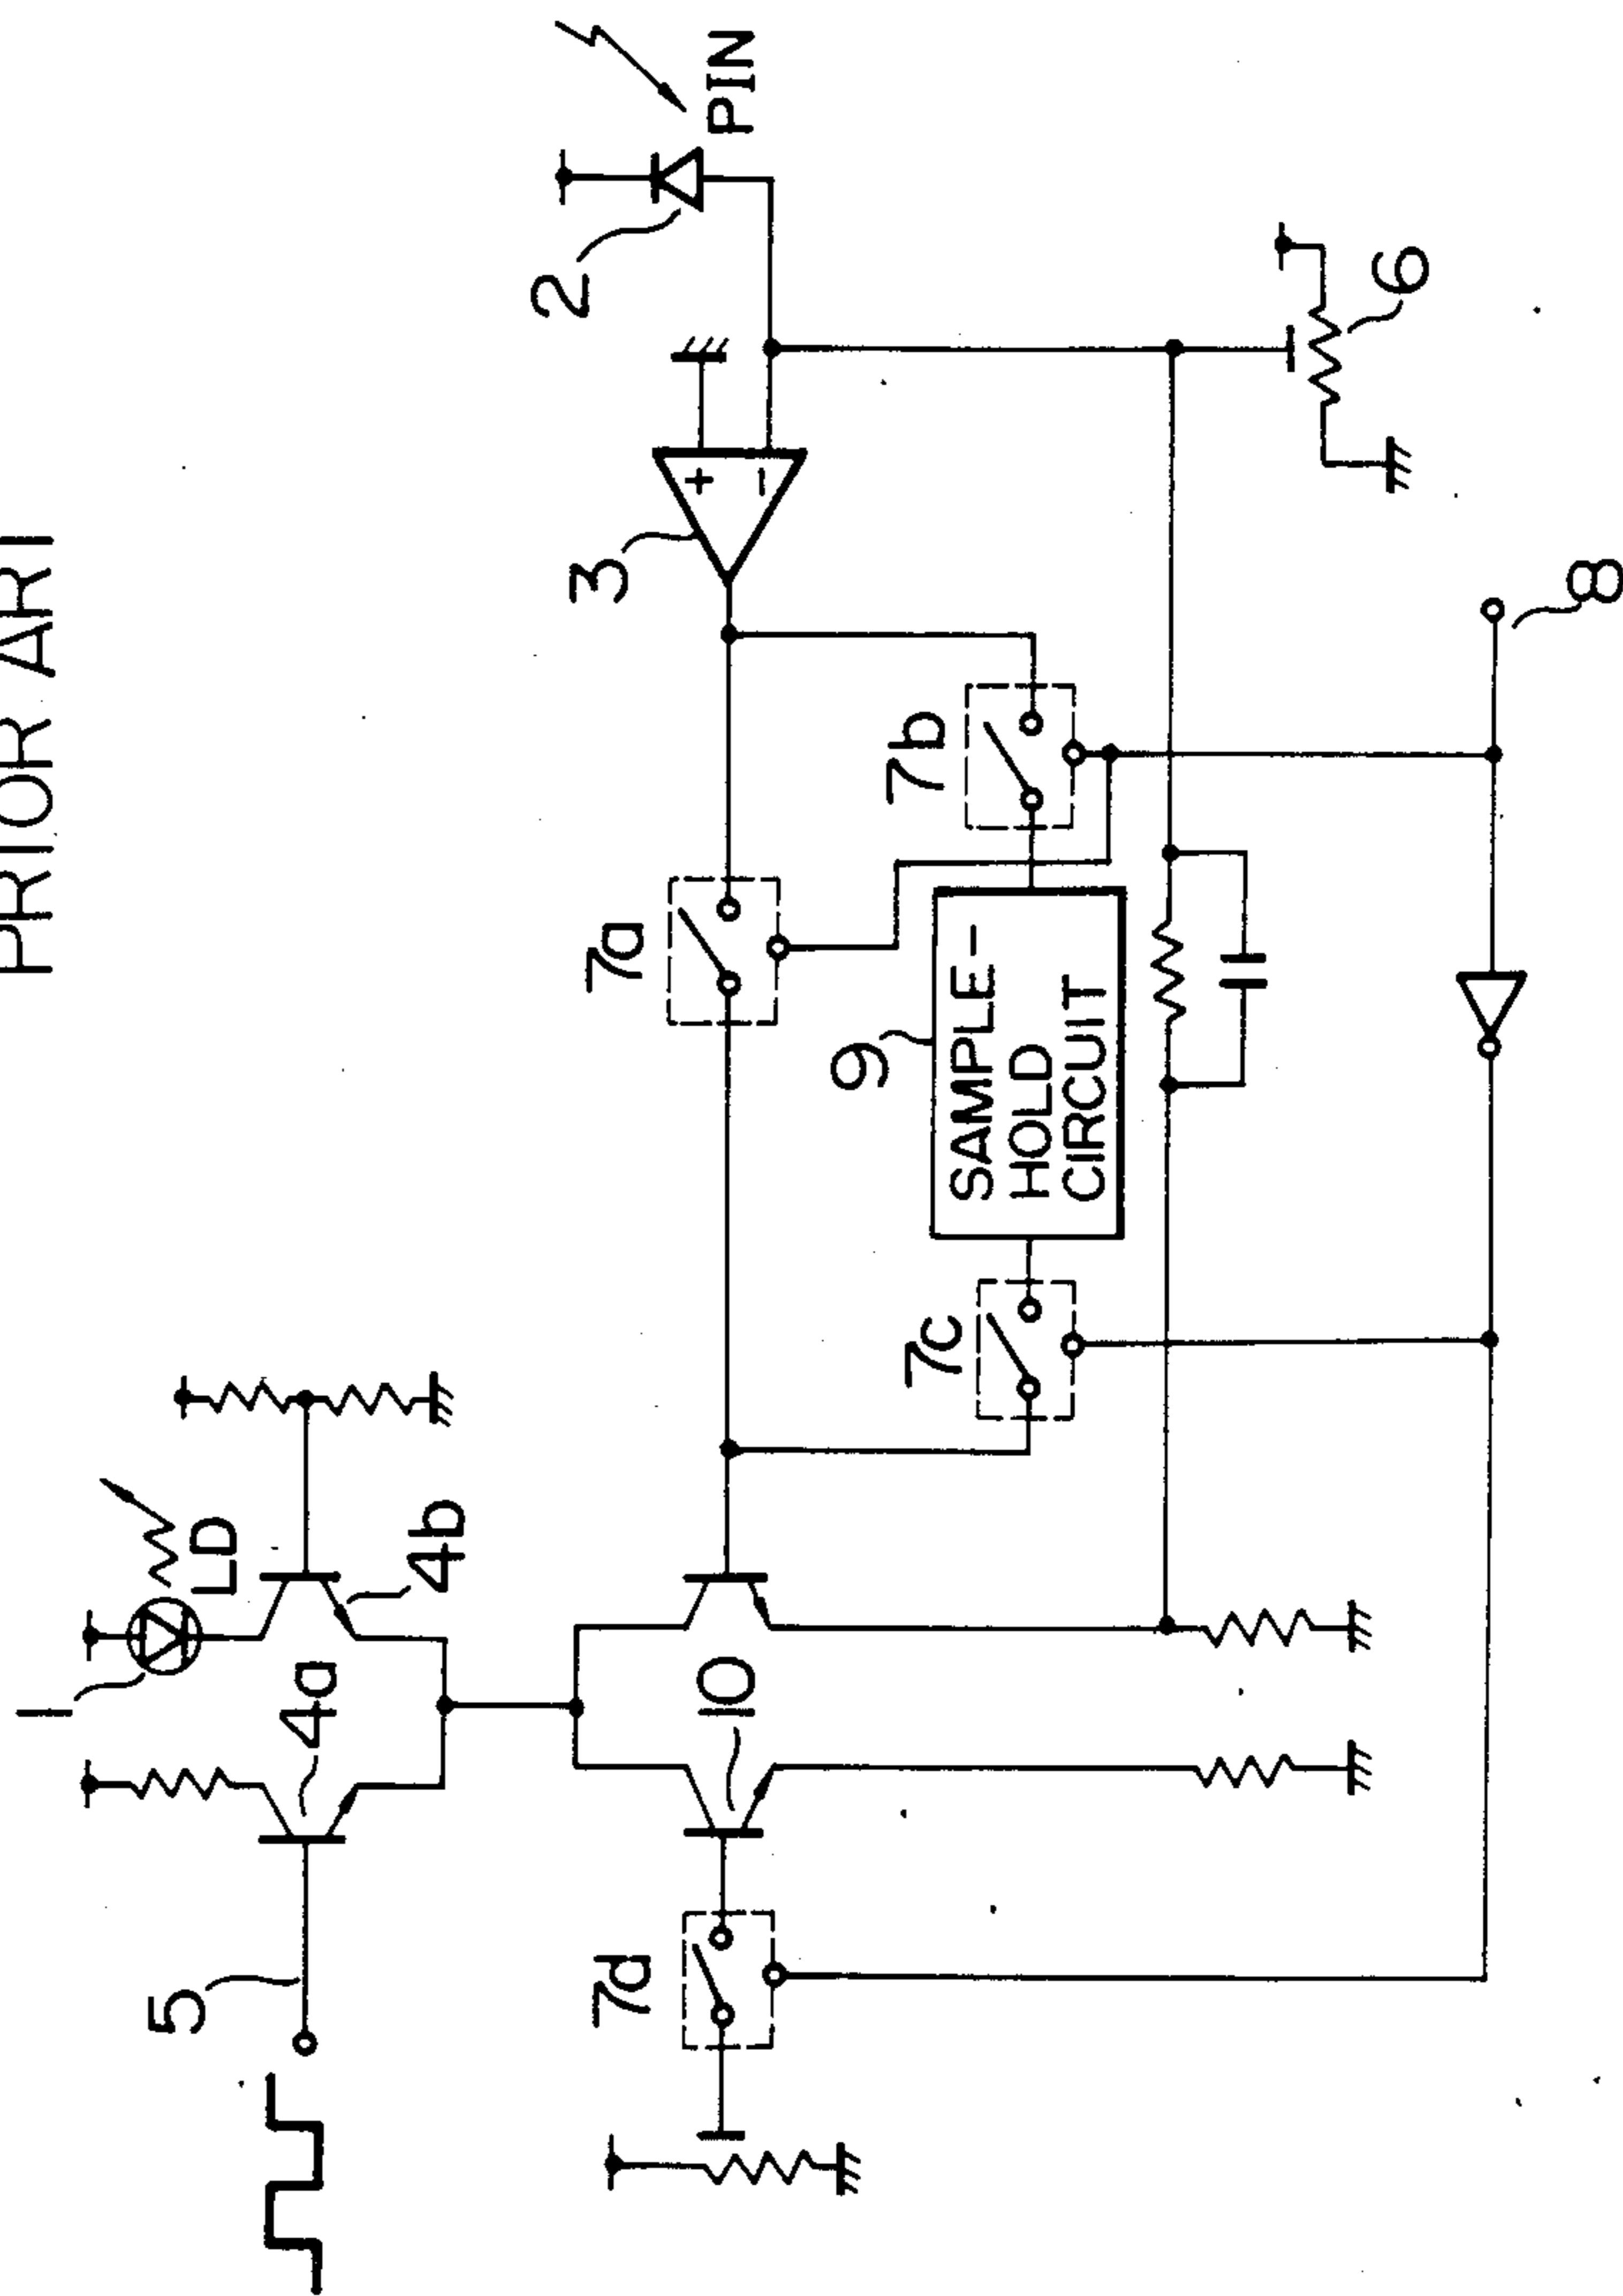 PRIOR ART
1
LD
4a
4b
5
2
PIN
3
7a
7b
6
9
SAMPLE-
HOLD
CIRCUIT
7c
10
7d
8